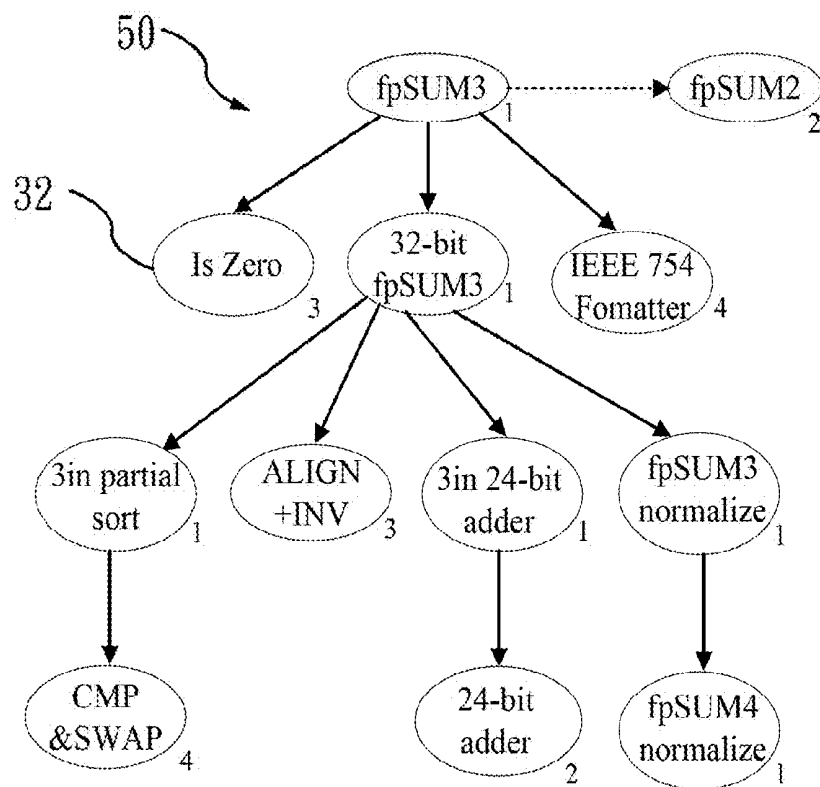 50
fpSUM3
1
fpSUM2
2
32
Is Zero
3
32-bit
fpSUM3
1
IEEE 754
Fomatter
4
3in partial
sort
1
ALIGN
+INV
3
3in 24-bit
adder
1
fpSUM3
normalize
1
CMP
&SWAP
4
24-bit
adder
2
fpSUM4
normalize
1